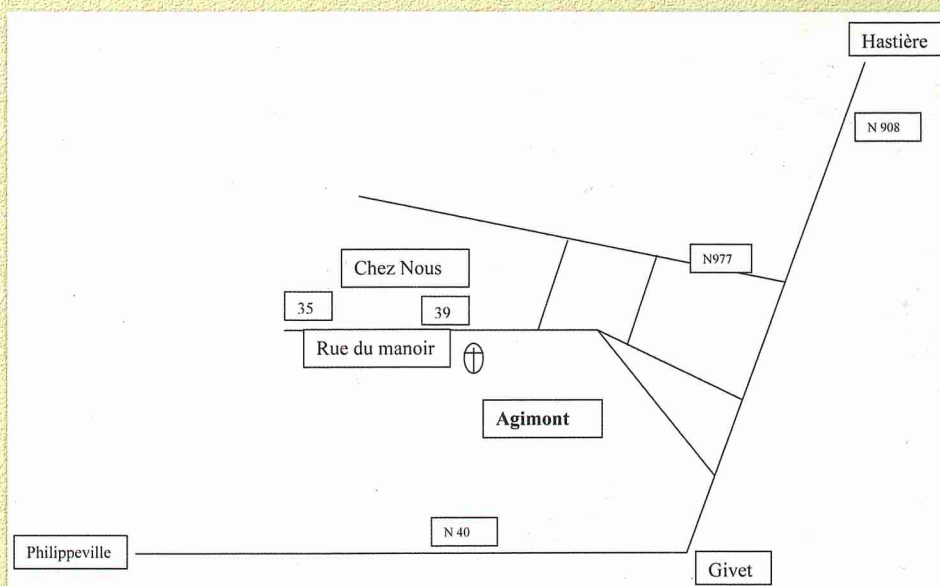 Hastière
N 908
N977
Chez Nous
35
39
Rue du manoir
Agimont
N 40
Philippeville
Givet